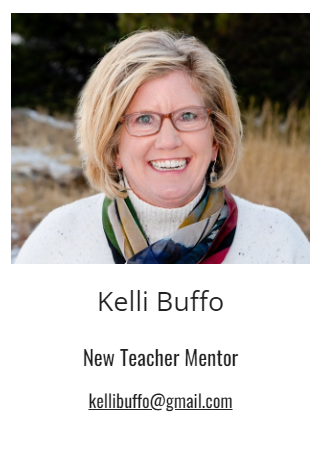 Kelli Buffo
New Teacher Mentor
kellibuffo@gmail.com